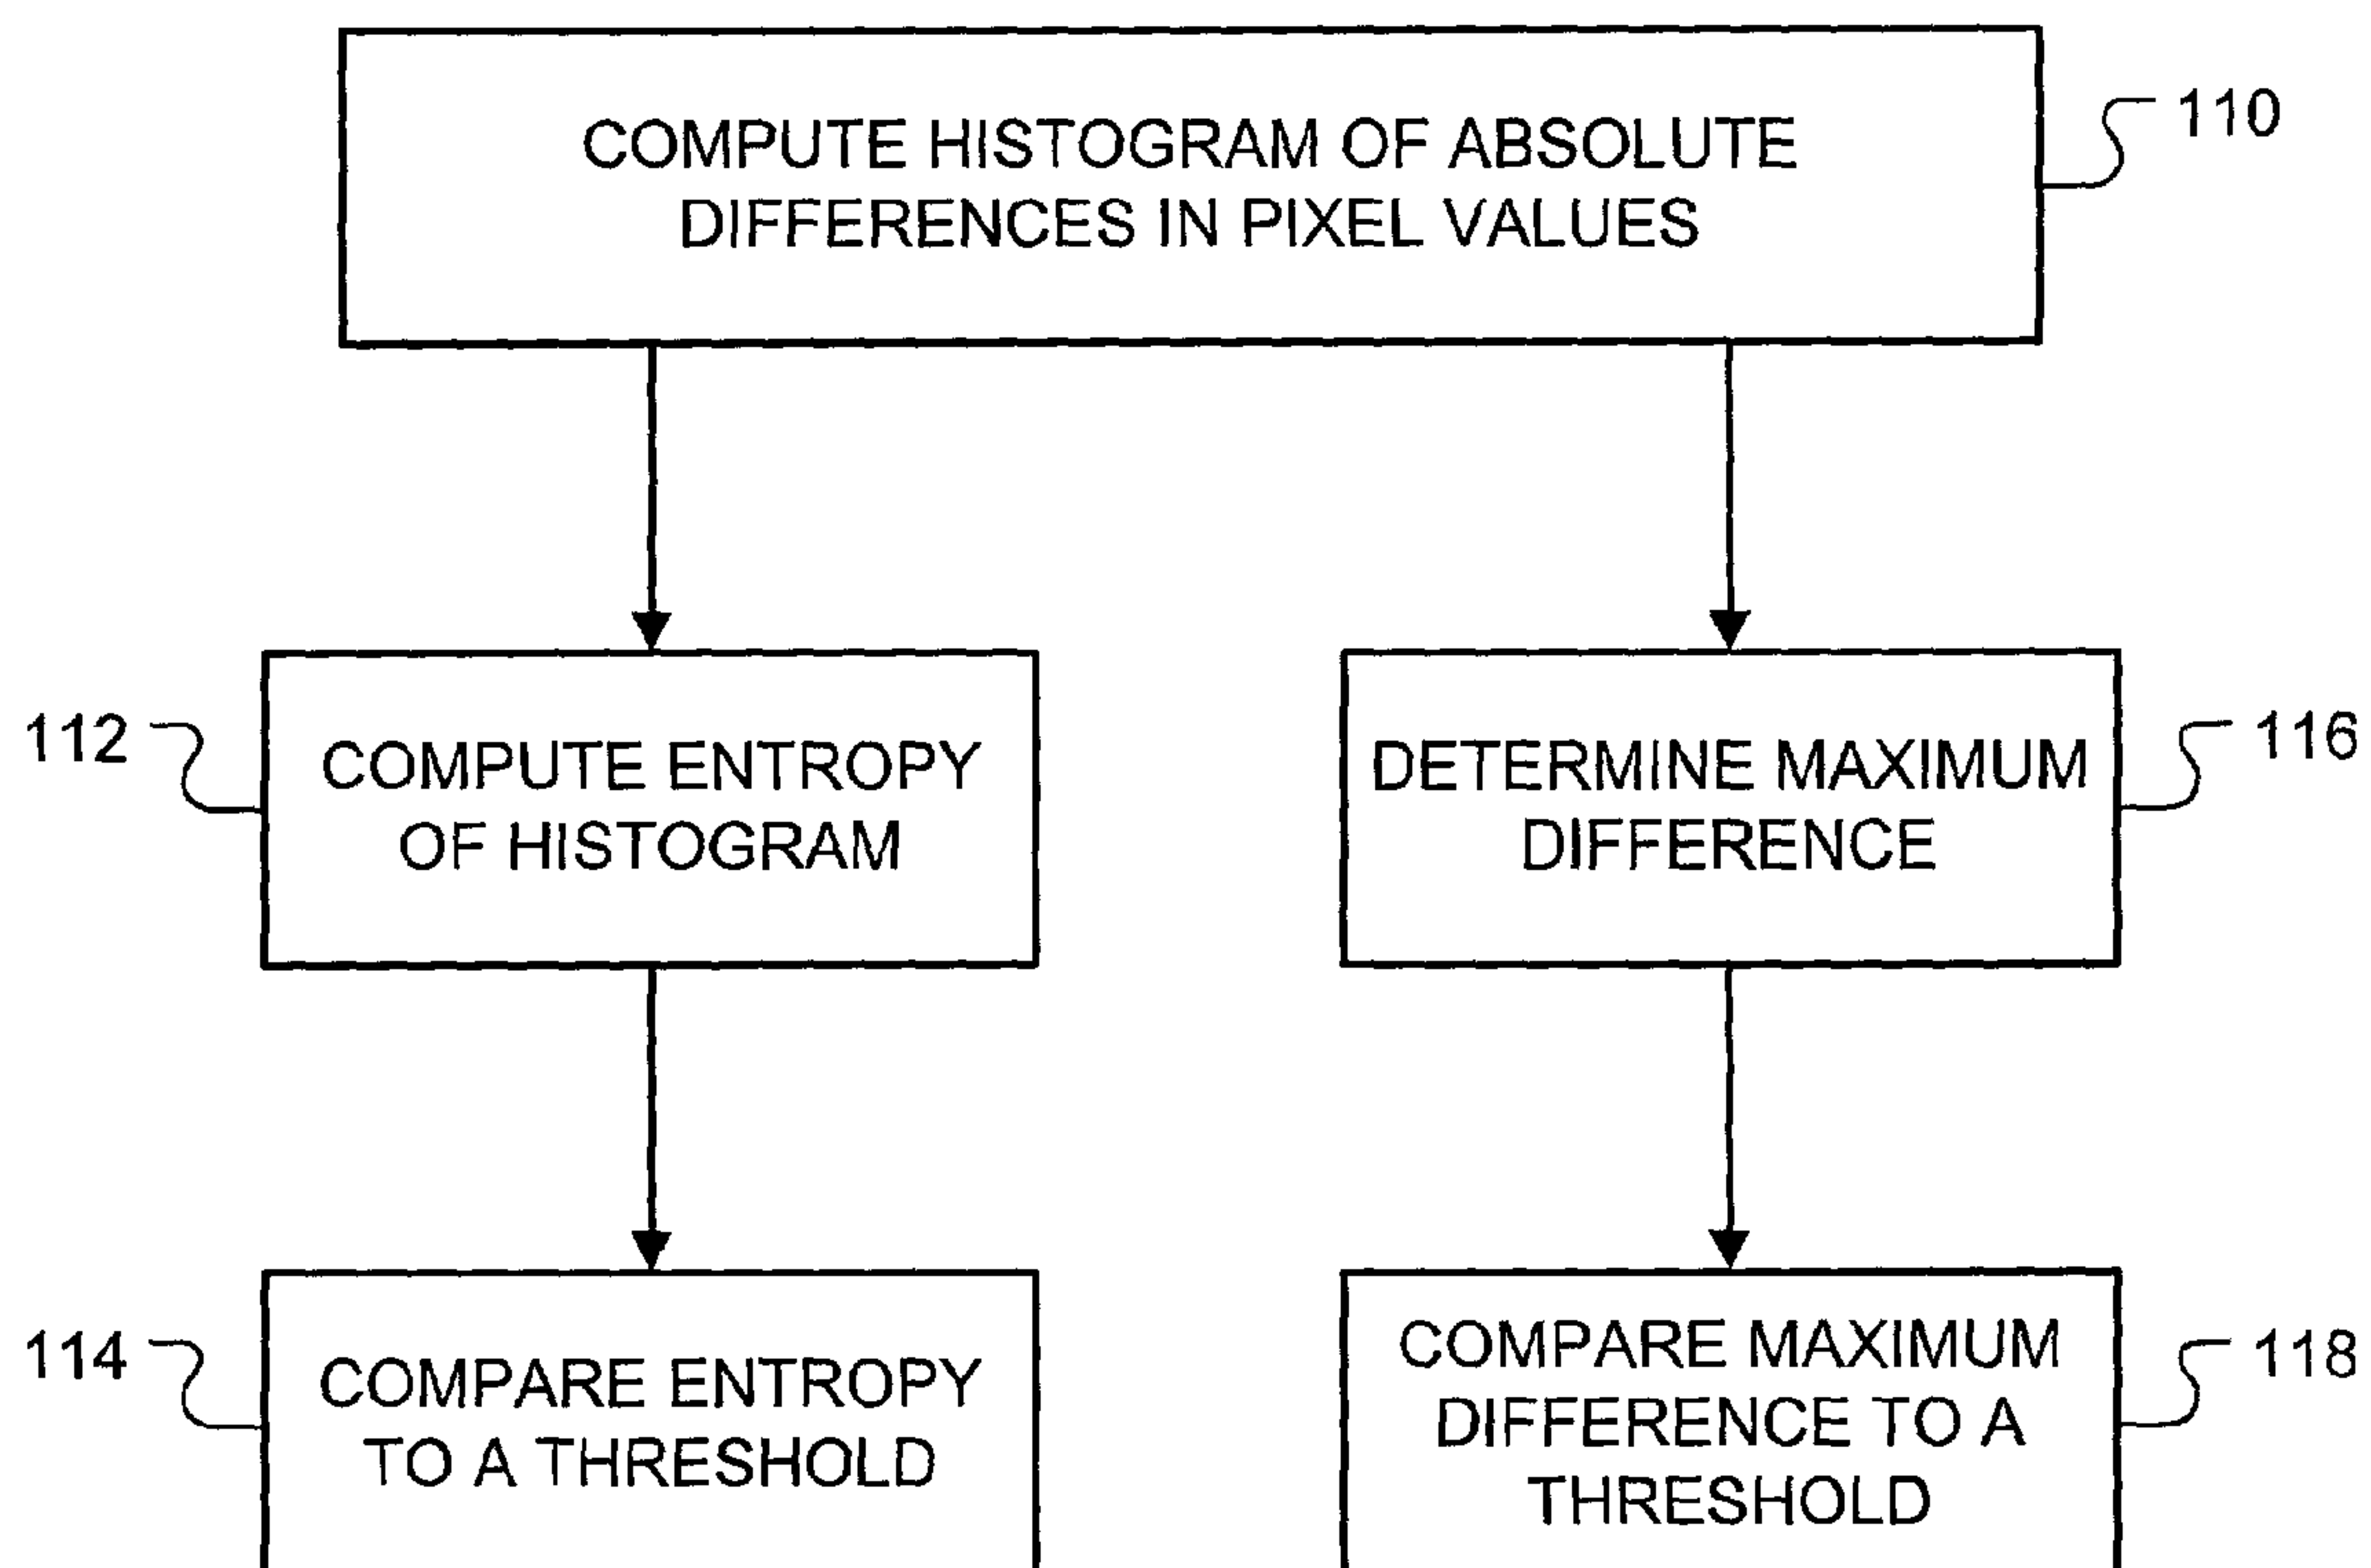 COMPUTE HISTOGRAM OF ABSOLUTE
DIFFERENCES IN PIXEL VALUES
110
112
COMPUTE ENTROPY
OF HISTOGRAM
DETERMINE MAXIMUM
DIFFERENCE
116
114
COMPARE ENTROPY
TO A THRESHOLD
COMPARE MAXIMUM
DIFFERENCE TO A
THRESHOLD
118